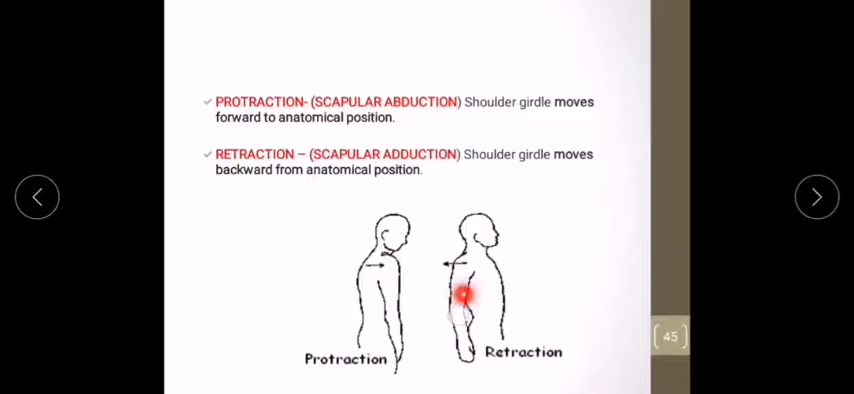 PROTRACTION- (SCAPULAR ABDUCTION) Shoulder girdle moves
forward to anatomical position.
RETRACTION – (SCAPULAR ADDUCTION) Shoulder girdle moves
backward from anatomical position.
Protraction
Retraction
45